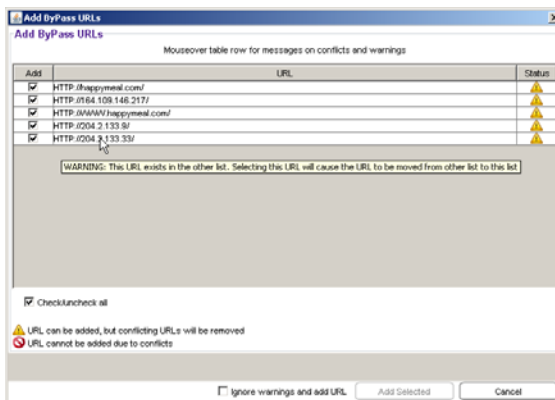 Add ByPass URLs
Add ByPass URLs
Mouseover table row for messages on conflicts and warnings
Add URL Status
HTTP://happymeal.com/
HTTP://164.109.146.217/
HTTP://WWW.happymeal.com/
HTTP://204.2.133.9/
HTTP://204.2.133.33/
WARNING: This URL exists in the other list. Selecting this URL will cause the URL to be moved from other list to this list
Check/uncheck all
URL can be added, but conflicting URLs will be removed
URL cannot be added due to conflicts
Ignore warnings and add URL Add Selected Cancel